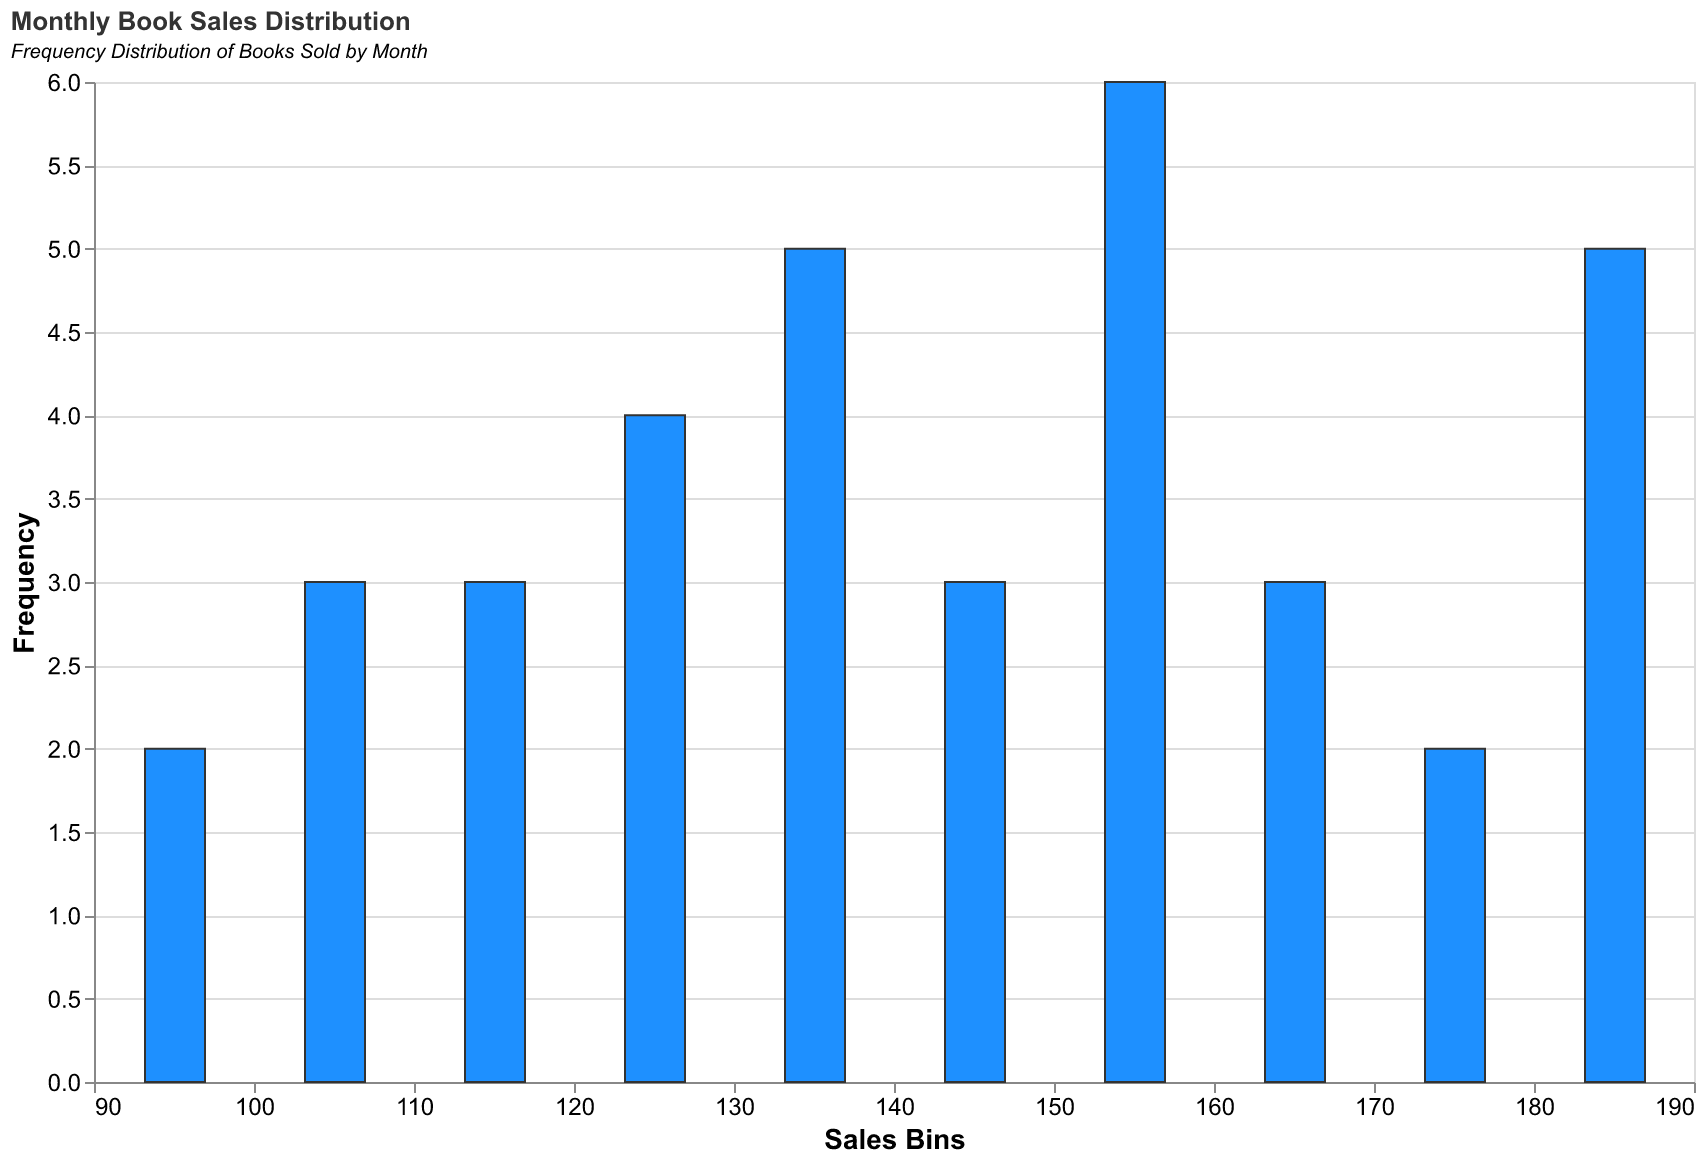 Monthly Book Sales Distribution
Frequency Distribution of Books Sold by Month
6.0
5.5
5.0
4.5
4.0
3.5
3.0
2.5
2.0
1.5
1.0
0.5
0.0
Frequency
90 100 110 120 130 140 150 160 170 180 190
Sales Bins